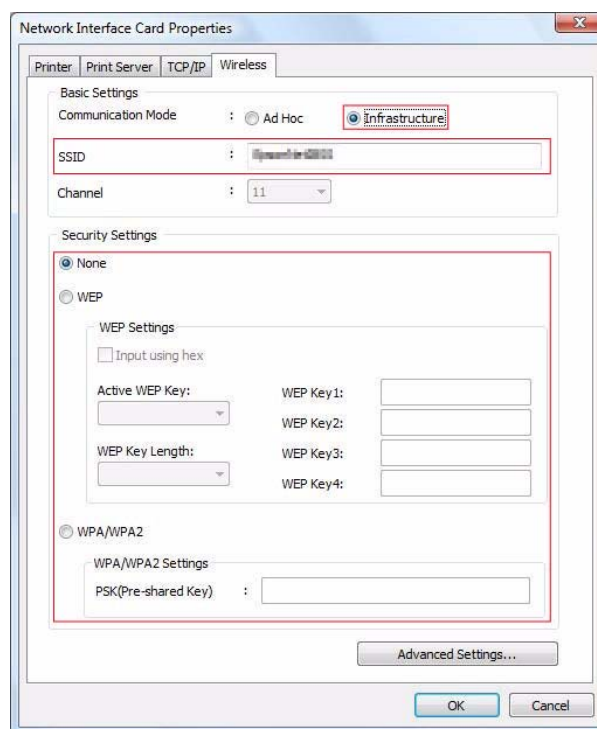 Network Interface Card Properties
Printer Print Server TCP/IP Wireless
Basic Settings
Communication Mode : Ad Hoc Infrastructure
SSID :
Channel : 11
Security Settings
None
WEP
WEP Settings
Input using hex
Active WEP Key: WEP Key1:
WEP Key2:
WEP Key Length: WEP Key3:
WEP Key4:
WPA/WPA2
WPA/WPA2 Settings
PSK(Pre-shared Key) :
Advanced Settings...
OK Cancel